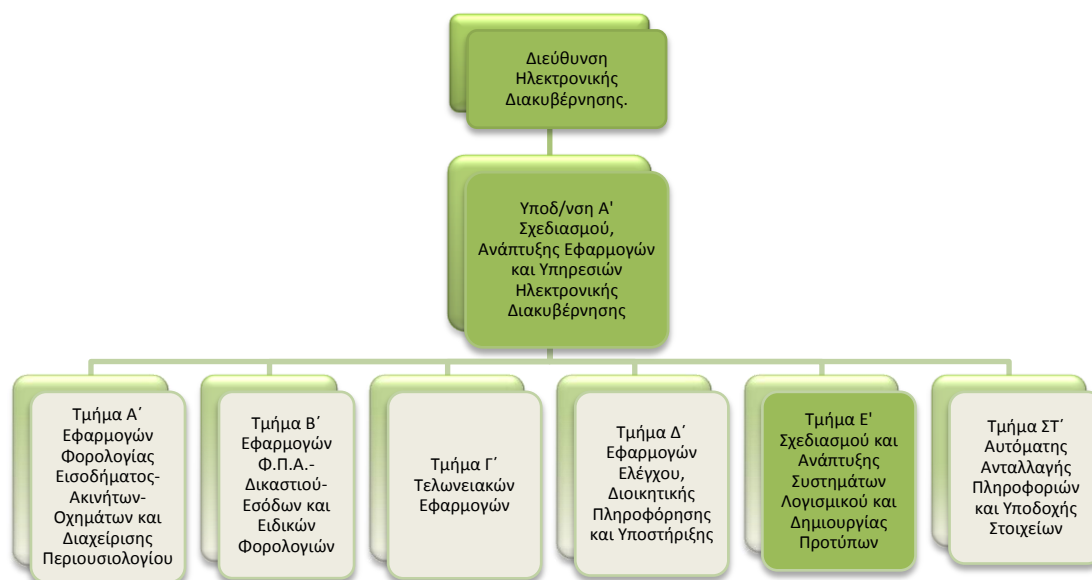 Διεύθυνση
Ηλεκτρονικής
Διακυβέρνησης.
Υποδ/νση Α'
Σχεδιασμού,
Ανάπτυξης Εφαρμογών
και Υπηρεσιών
Ηλεκτρονικής
Διακυβέρνησης
Τμήμα Α΄
Εφαρμογών
Φορολογίας
Εισοδήματος-
Ακινήτων-
Οχημάτων και
Διαχείρισης
Περιουσιολογίου
Τμήμα Β΄
Εφαρμογών
Φ.Π.Α.-
Δικαστιού-
Εσόδων και
Ειδικών
Φορολογιών
Τμήμα Γ΄
Τελωνειακών
Εφαρμογών
Τμήμα Δ΄
Εφαρμογών
Ελέγχου,
Διοικητικής
Πληροφόρησης
και Υποστήριξης
Τμήμα Ε'
Σχεδιασμού και
Ανάπτυξης
Συστημάτων
Λογισμικού και
Δημιουργίας
Προτύπων
Τμήμα ΣΤ΄
Αυτόματης
Ανταλλαγής
Πληροφοριών
και Υποδοχής
Στοιχείων